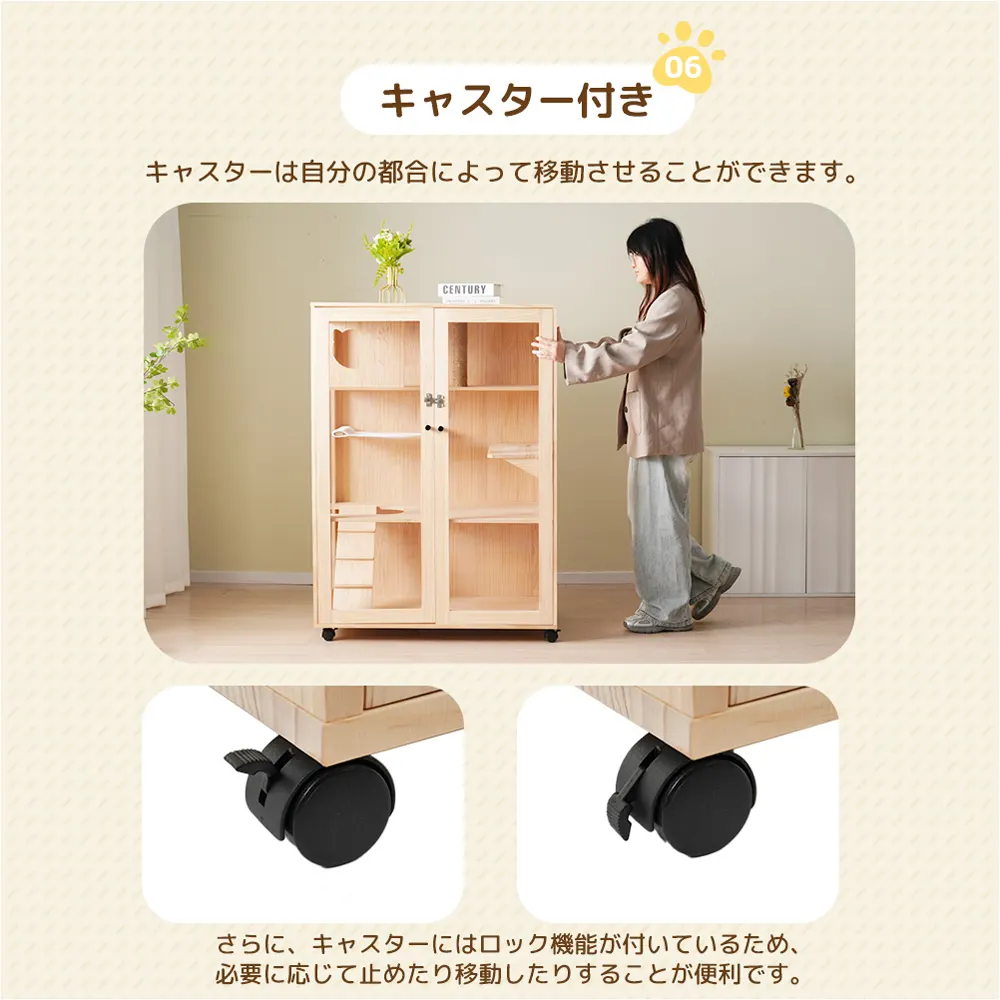 06
キャスター付き
キャスターは自分の都合によって移動させることができます。
CENTURY
さらに、キャスターにはロック機能が付いているため、
必要に応じて止めたり移動したりすることが便利です。